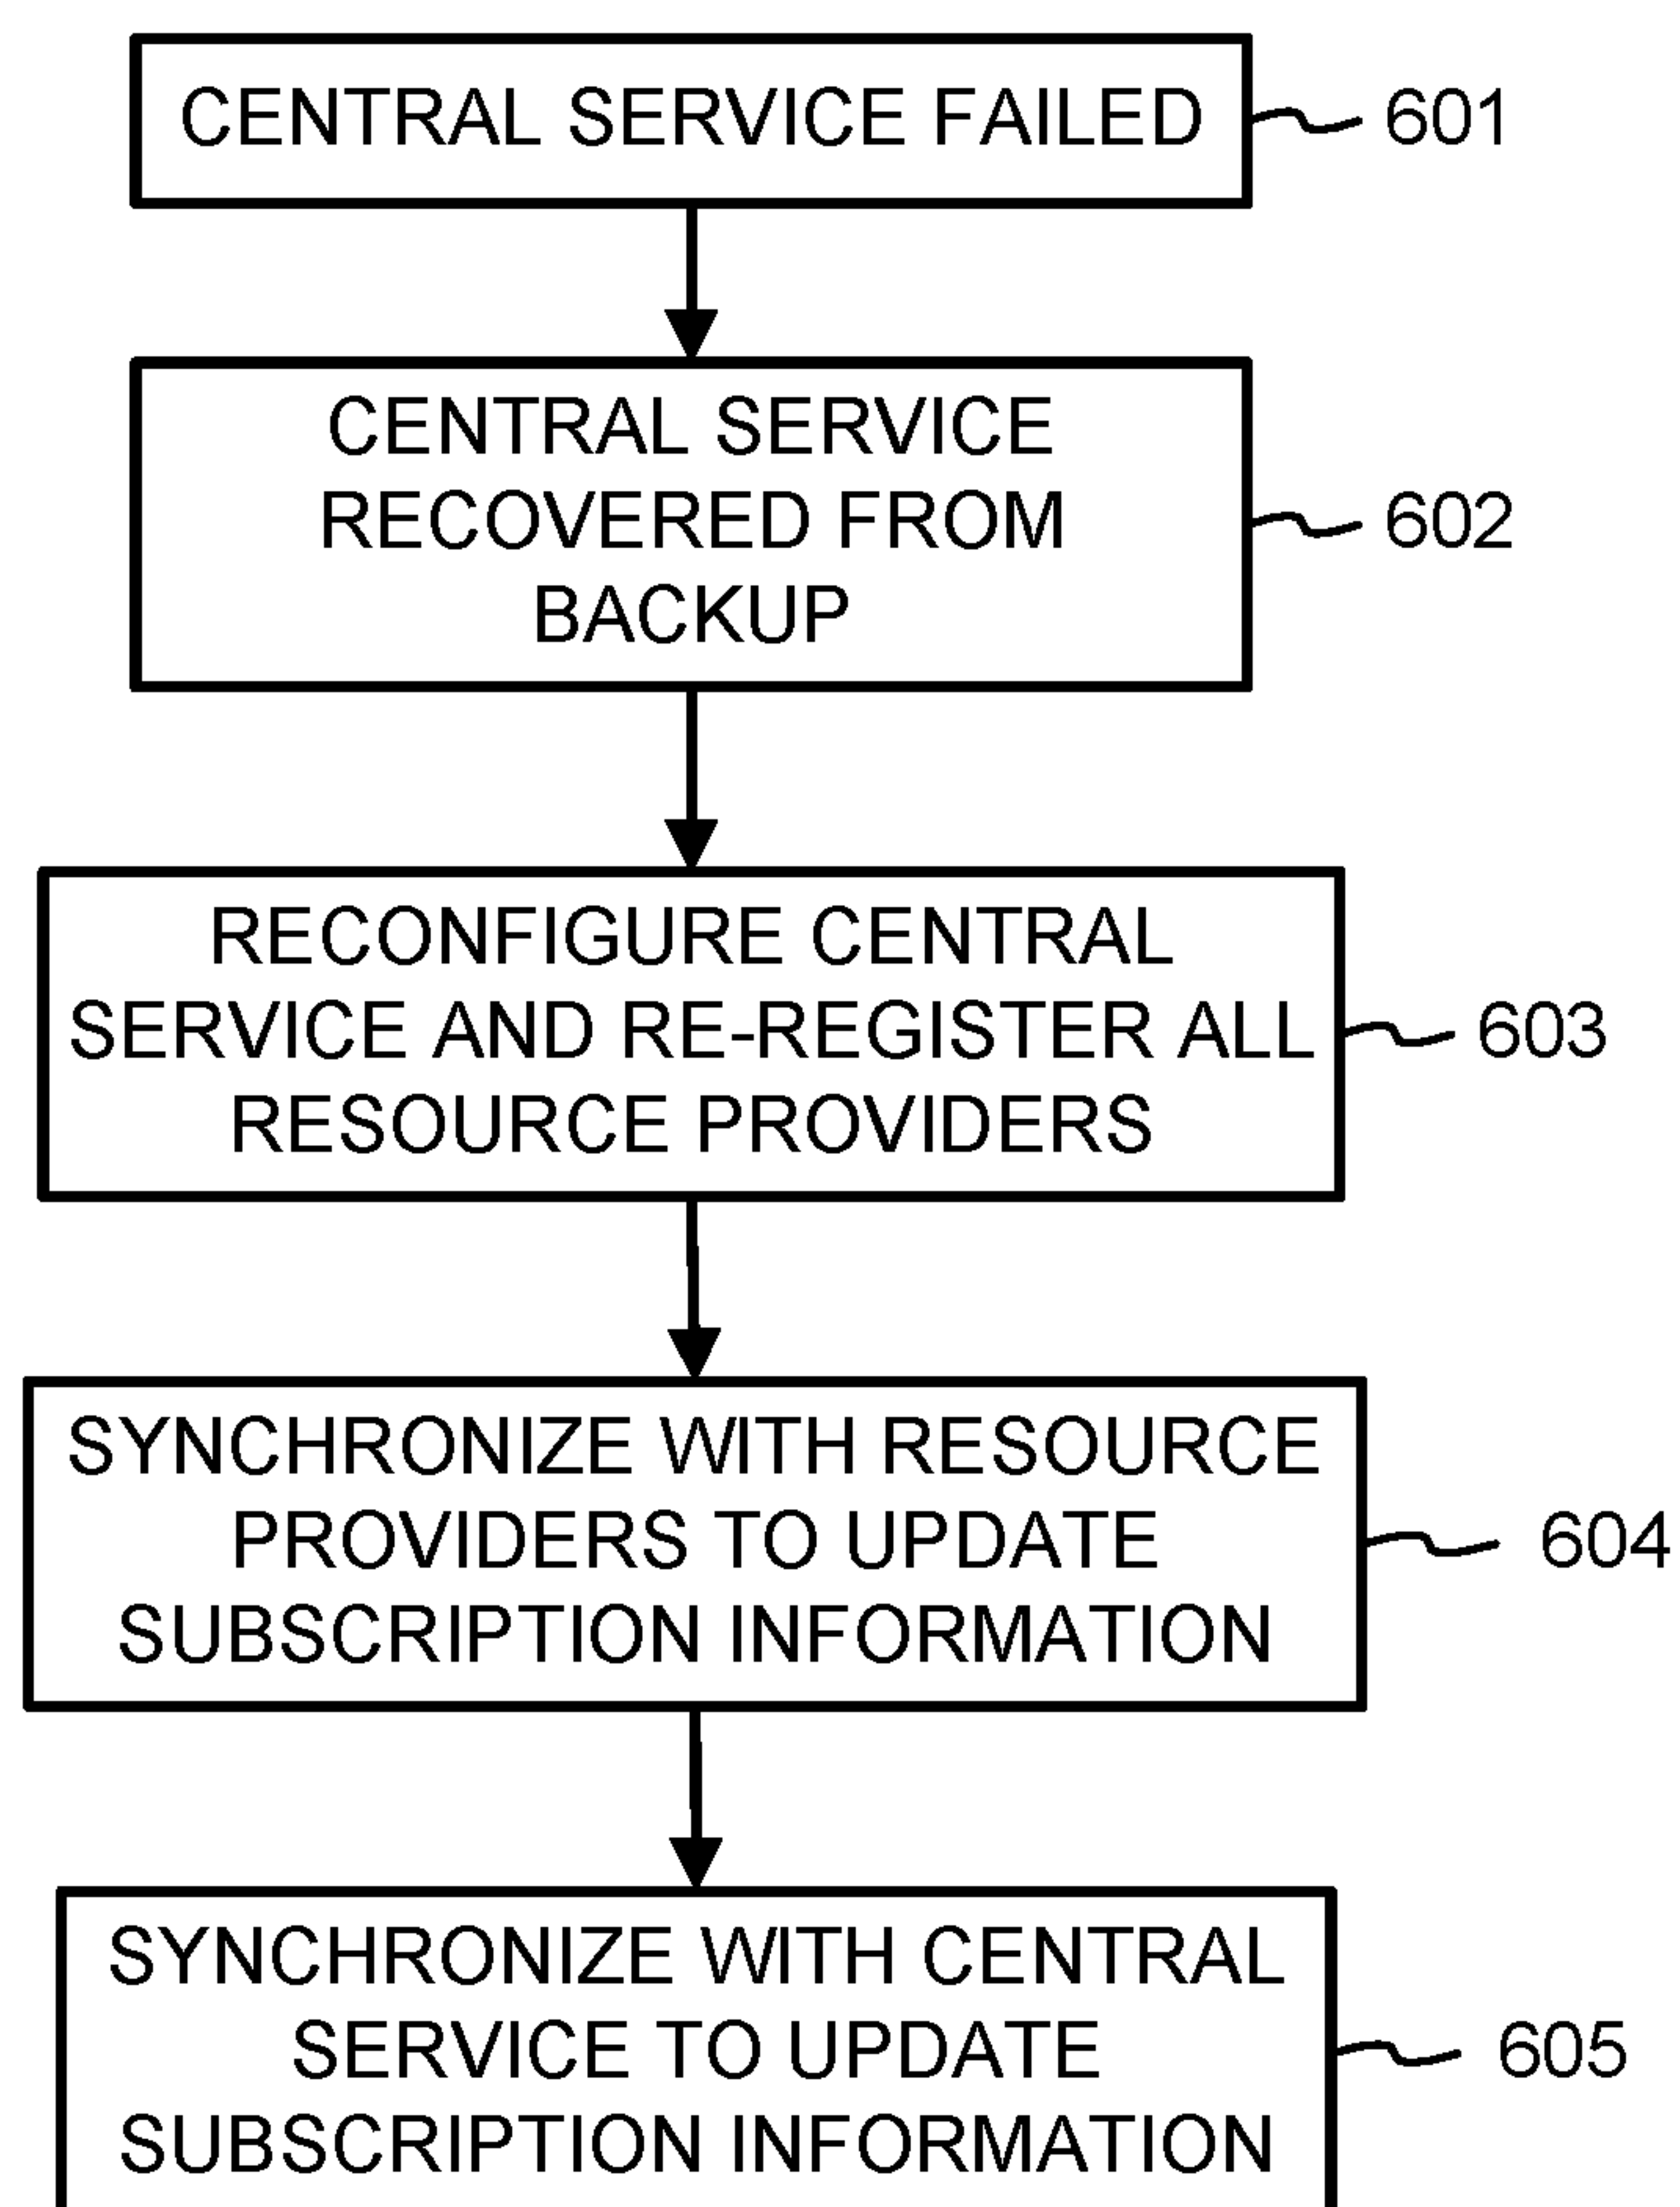 CENTRAL SERVICE FAILED
601
CENTRAL SERVICE
RECOVERED FROM
BACKUP
602
RECONFIGURE CENTRAL
SERVICE AND RE-REGISTER ALL
RESOURCE PROVIDERS
603
SYNCHRONIZE WITH RESOURCE
PROVIDERS TO UPDATE
SUBSCRIPTION INFORMATION
604
SYNCHRONIZE WITH CENTRAL
SERVICE TO UPDATE
SUBSCRIPTION INFORMATION
605